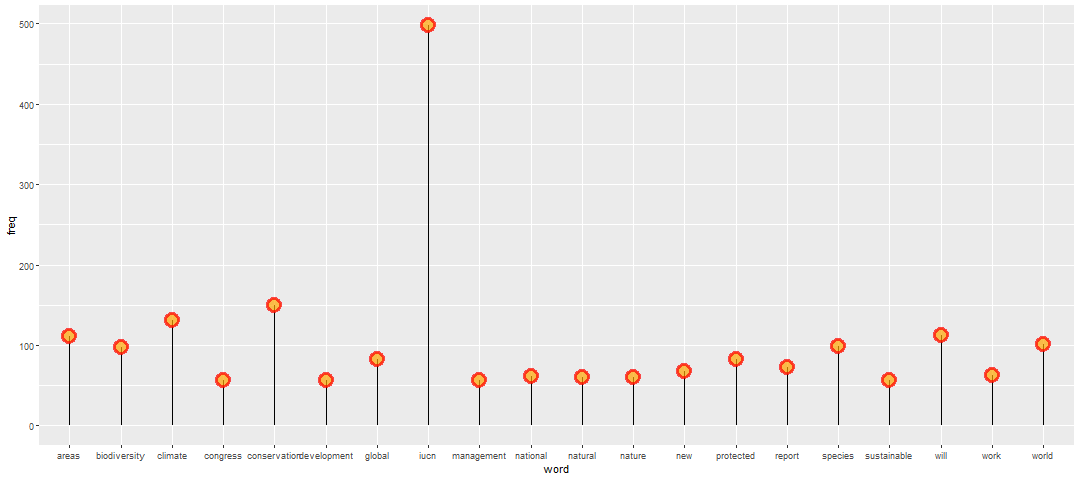 500
400
300
200
100
0
freq
areas biodiversity climate congress conservation development global iucn management national natural nature new protected report species sustainable will work world
word